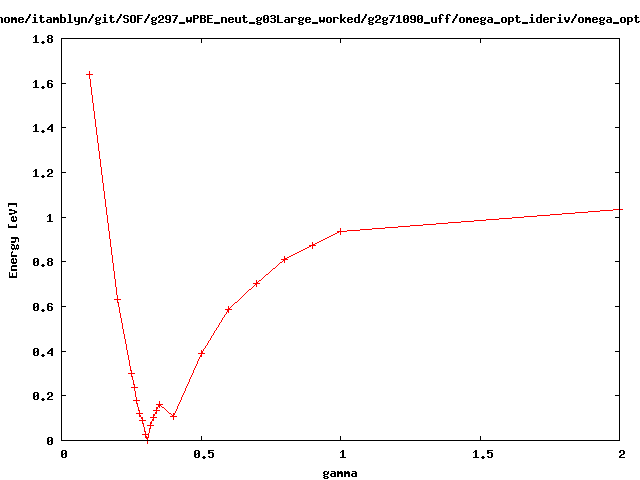 home/itamblyn/git/SOF/g297_wPBE_neut_g03Large_worked/g2g71090_uff/omega_opt_ideriv/omega_opt
1.8
1.6
1.4
1.2
1
0.8
0.6
0.4
0.2
0
Energy [eV]
0 0.5 1 1.5 2
gamma